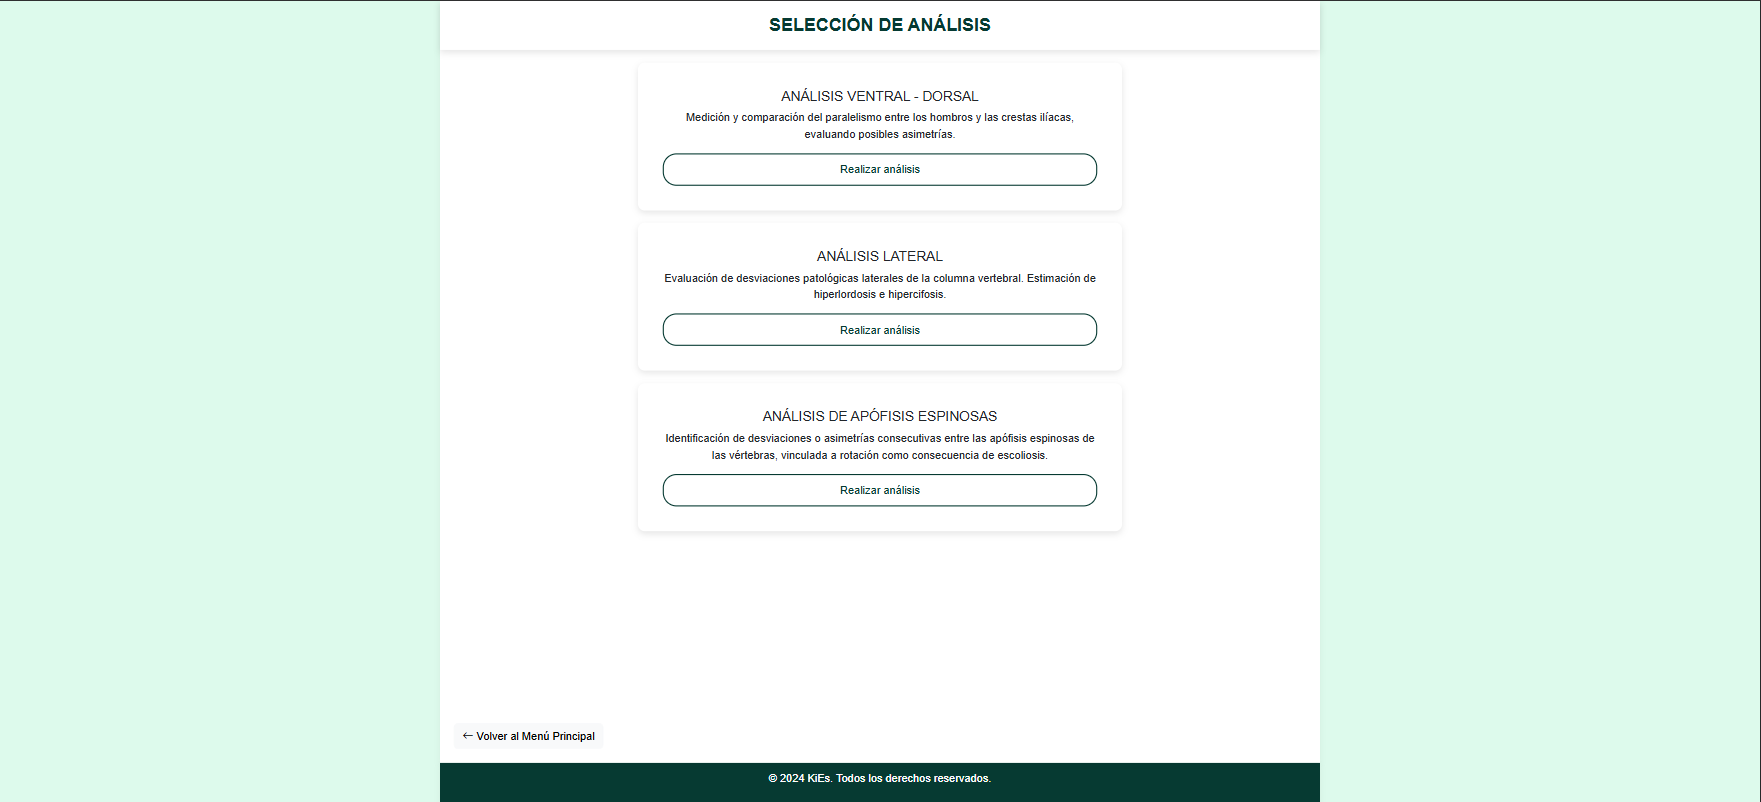 SELECCIÓN DE ANÁLISIS
ANÁLISIS VENTRAL - DORSAL
Medición y comparación del paralelismo entre los hombros y las crestas ilíacas,
evaluando posibles asimetrías.
Realizar análisis
ANÁLISIS LATERAL
Evaluación de desviaciones patológicas laterales de la columna vertebral. Estimación de
hiperlordosis e hipercifosis.
Realizar análisis
ANÁLISIS DE APÓFISIS ESPINOSAS
Identificación de desviaciones o asimetrías consecutivas entre las apófisis espinosas de
las vértebras, vinculada a rotación como consecuencia de escoliosis.
Realizar análisis
← Volver al Menú Principal
© 2024 KiEs. Todos los derechos reservados.